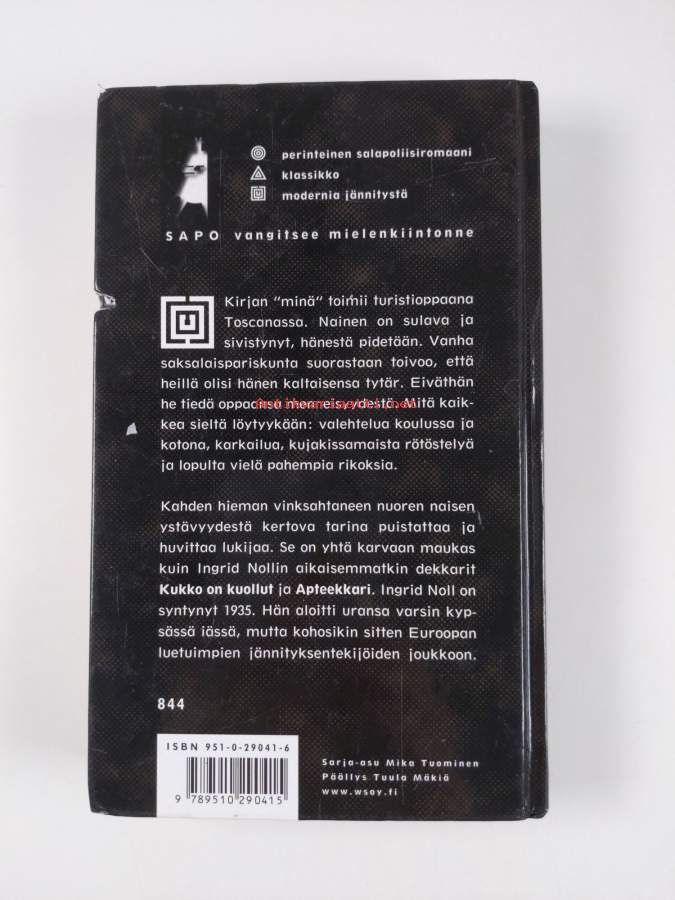 perinteinen salapoliisiromaani
klassikko
modernia jännitystä
SAPO vangitsee mielenkiintonne
Kirjan "minä" toimii turistioppaana
Toscanassa. Nainen on sulava ja
sivistynyt, hänestä pidetään. Vanha
saksalaispariskunta suorastaan toivoo, että
heillä olisi hänen kaltaisensa tytär. Eiväthän
he tiedä oppaansa menneisyydestä. Mitä kaik-
kea sieltä löytyykään: valehtelua koulussa ja
kotona, karkailua, kujakissamaista rötöstelyä
ja lopulta vielä pahempia rikoksia.
Kahden hieman vinksahtaneen nuoren naisen
ystävyydestä kertova tarina puistattaa ja
huvittaa lukijaa. Se on yhtä karvaan maukas
kuin Ingrid Nollin aikaisemmatkin dekkarit
Kukko on kuollut ja Apteekkari. Ingrid Noll on
syntynyt 1935. Hän aloitti uransa varsin kyp-
sässä iässä, mutta kohosikin sitten Euroopan
luetuimpien jännityksentekijöiden joukkoon.
844
ISBN 951-0-29041-6
9 789510 290415
Sarja-asu Mika Tuominen
Päällys Tuula Mäkiä
www.wsoy.fi